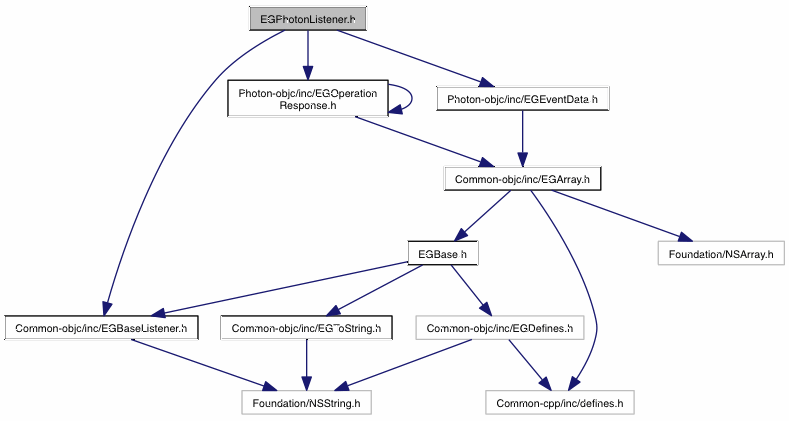 EGPhotonListener.h
Photon-objc/inc/EGOperation
Response.h
Photon-objc/inc/EGEventData.h
Common-objc/inc/EGArray.h
EGBase.h
Foundation/NSArray.h
Common-objc/inc/EGBaseListener.h
Common-objc/inc/EGToString.h
Common-objc/inc/EGDefines.h
Foundation/NSString.h
Common-cpp/inc/defines.h